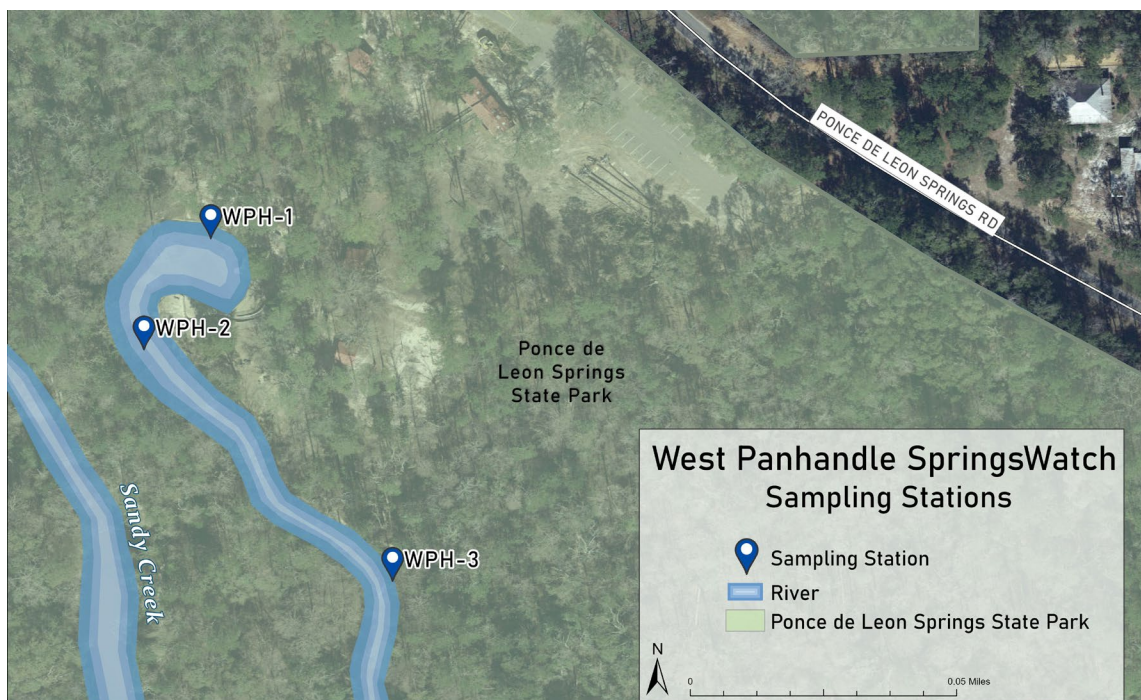 PONCE DE LEON SPRINGS RD
WPH-1
WPH-2
Ponce de
Leon Springs
State Park
Sandy Creek
WPH-3
West Panhandle SpringsWatch
Sampling Stations
Sampling Station
River
Ponce de Leon Springs State Park
N
0
0.05 Miles